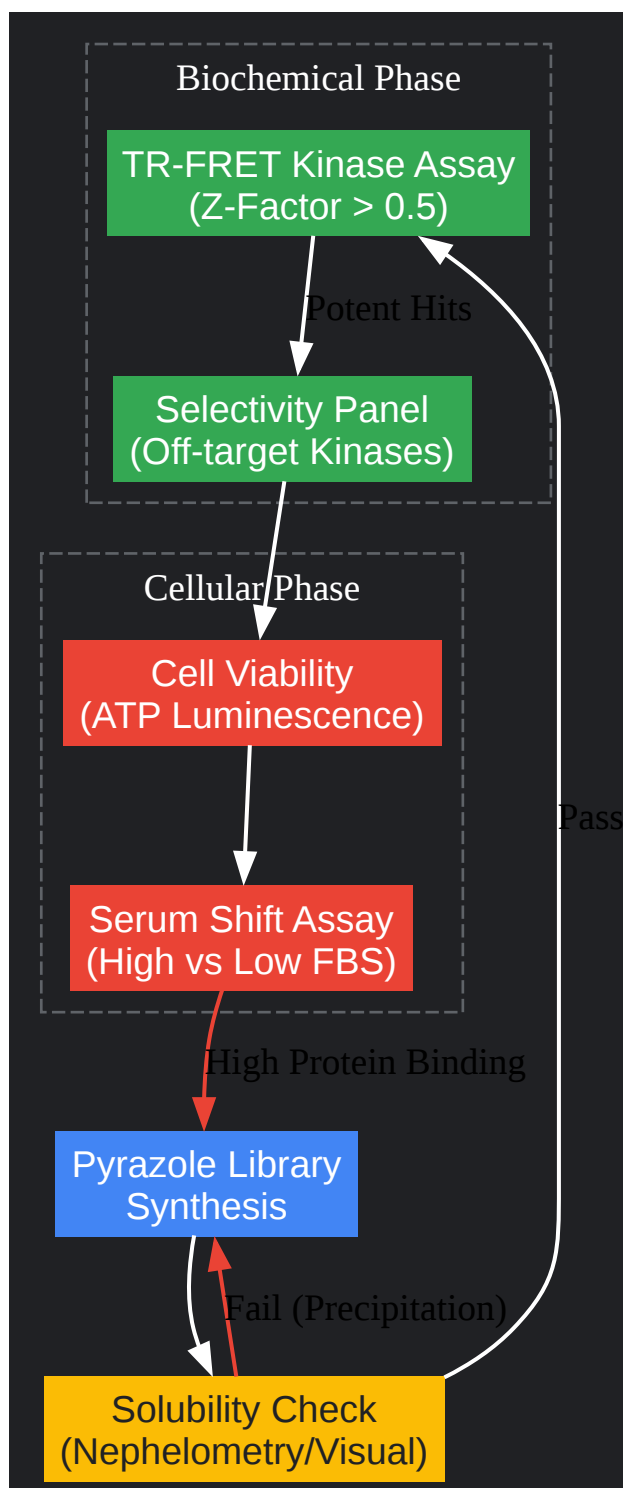 Biochemical Phase
TR-FRET Kinase Assay
(Z-Factor > 0.5)
Potent Hits
Selectivity Panel
(Off-target Kinases)
Cellular Phase
Cell Viability
(ATP Luminescence)
Pass
Serum Shift Assay
(High vs Low FBS)
High Protein Binding
Pyrazole Library
Synthesis
Fail (Precipitation)
Solubility Check
(Nephelometry/Visual)